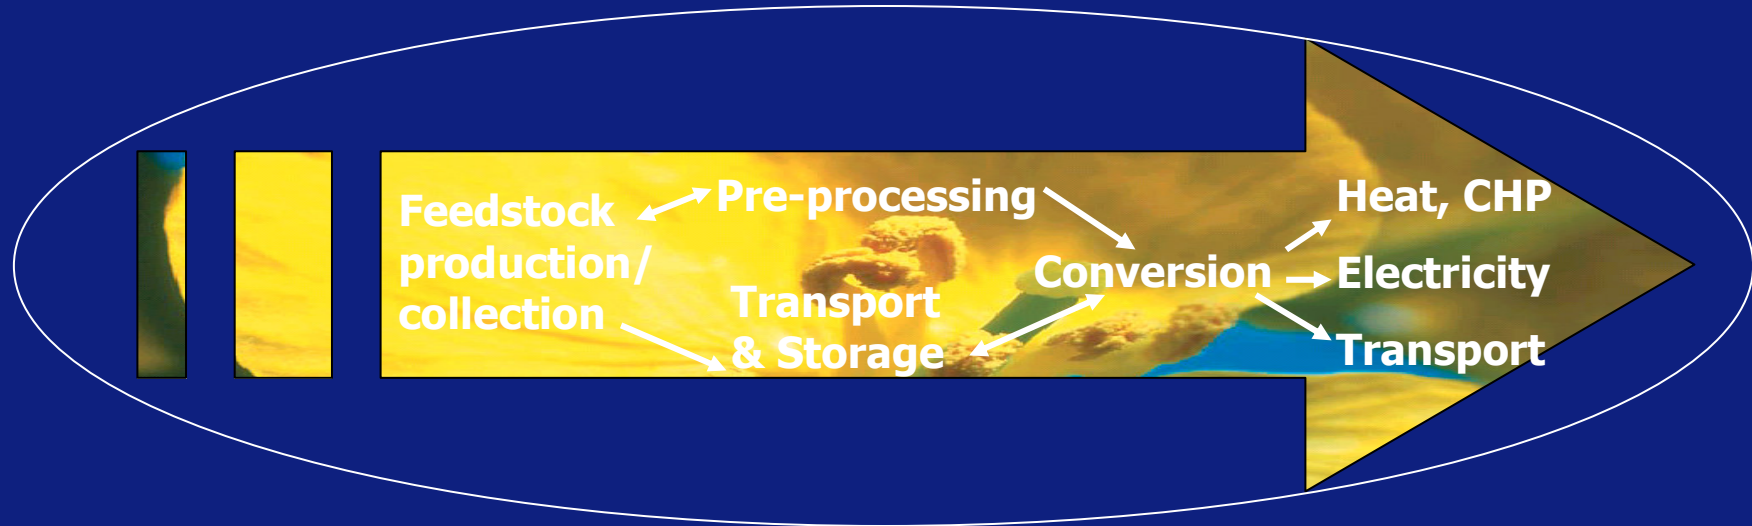 Feedstock
production/
collection
Pre-processing
Transport
& Storage
Conversion
Heat, CHP
Electricity
Transport